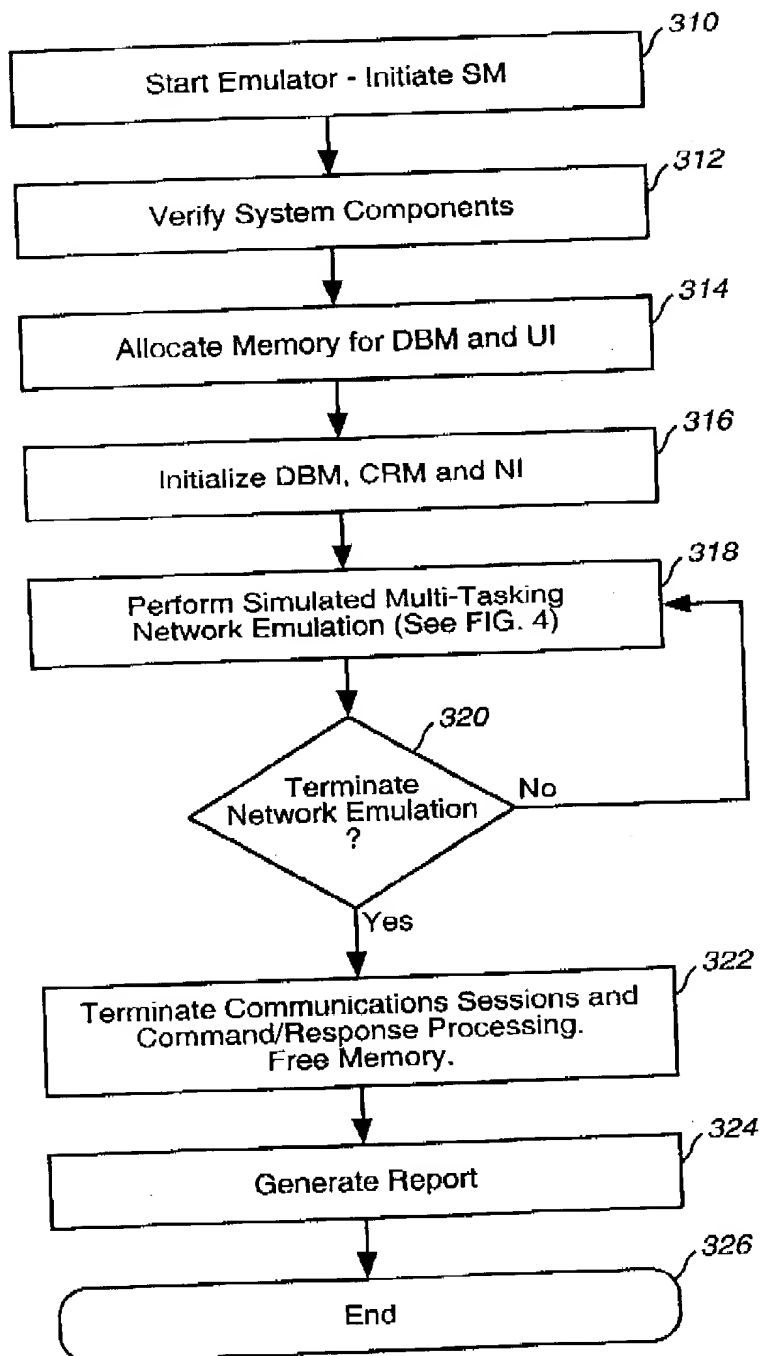 310
Start Emulator - Initiate SM
312
Verify System Components
314
Allocate Memory for DBM and UI
316
Initialize DBM, CRM and NI
318
Perform Simulated Multi-Tasking
Network Emulation (See FIG. 4)
320
Terminate
Network Emulation
?
No
Yes
322
Terminate Communications Sessions and
Command/Response Processing.
Free Memory.
324
Generate Report
326
End